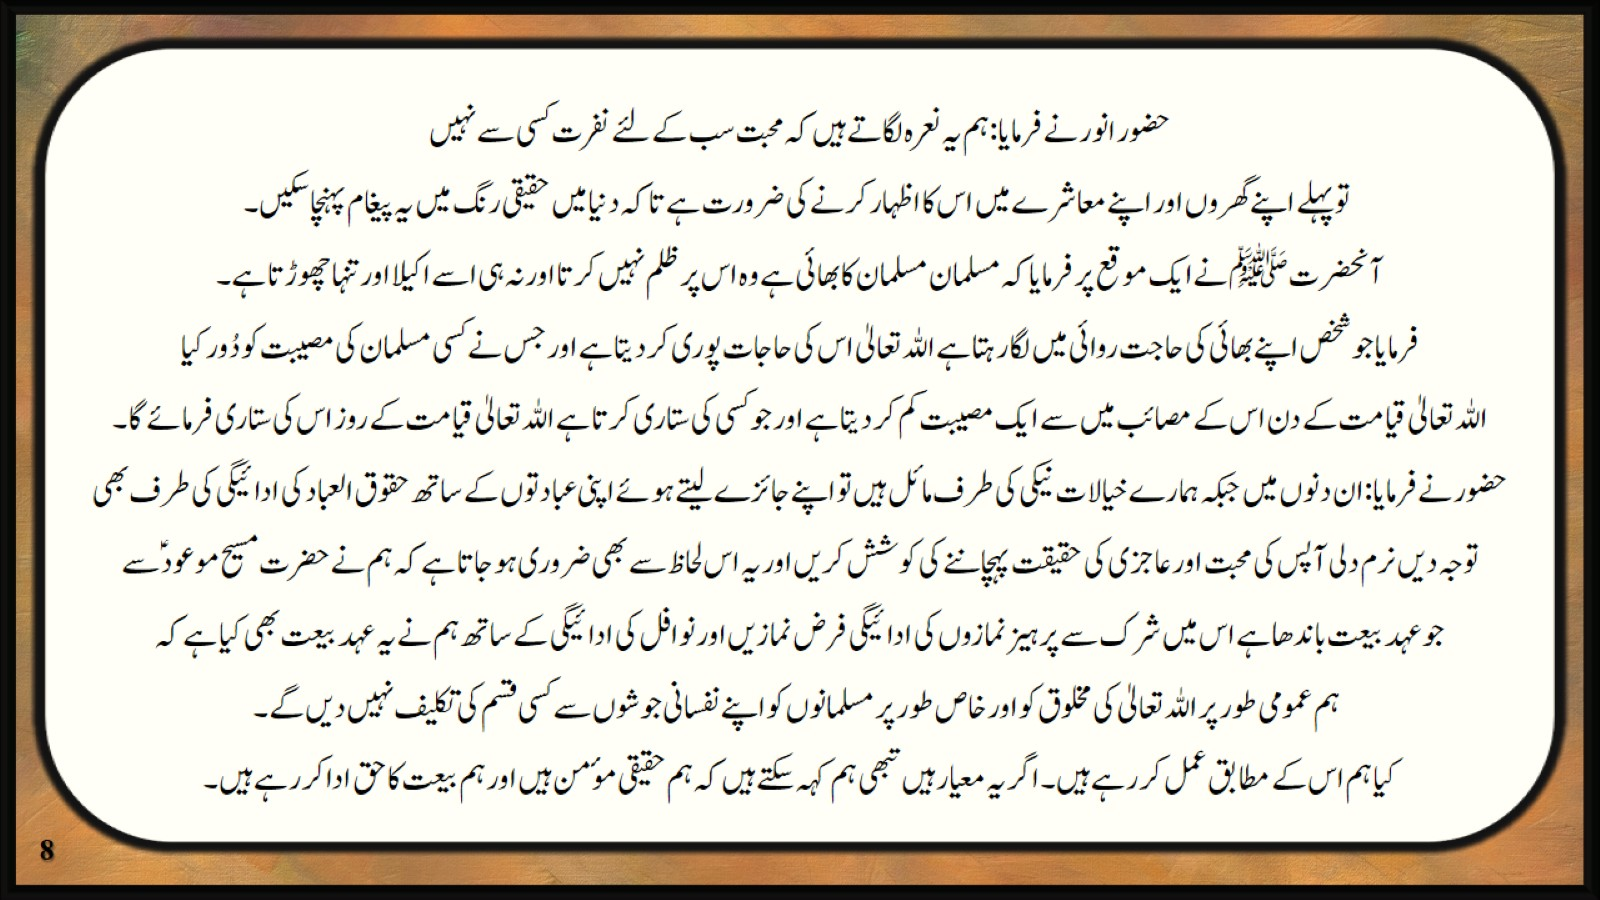 حضور انور نے فرمایا: ہم یہ نعرہ لگاتے ہیں کہ محبت سب کے لئے نفرت کسی سے نہیں
تو پہلے اپنے گھروں اور اپنے معاشرے میں اس کا اظہار کرنے کی ضرورت ہے تا کہ دنیا میں حقیقی رنگ میں یہ پیغام پہنچا سکیں۔
آنحضرت ﷺ نے ایک موقع پر فرمایا کہ مسلمان مسلمان کا بھائی ہے وہ اس پر ظلم نہیں کرتا اور نہ ہی اسے اکیلا اور تنہا چھوڑتا ہے۔
فرمایا جو شخص اپنے بھائی کی حاجت روائی میں لگا رہتا ہے اللہ تعالیٰ اس کی حاجات پوری کر دیتا ہے اور جس نے کسی مسلمان کی مصیبت کو دُور کیا
اللہ تعالیٰ قیامت کے دن اس کے مصائب میں سے ایک مصیبت کم کر دیتا ہے اور جو کسی کی ستاری کرتا ہے اللہ تعالیٰ قیامت کے روز اس کی ستاری فرمائے گا۔
حضور نے فرمایا: ان دنوں میں جبکہ ہمارے خیالات نیکی کی طرف مائل ہیں تو اپنے جائزے لیتے ہوئے اپنی عبادتوں کے ساتھ حقوق العباد کی ادائیگی کی طرف بھی
توجہ دیں نرم دلی آپس کی محبت اور عاجزی کی حقیقت پہچاننے کی کوشش کریں اور یہ اس لحاظ سے بھی ضروری ہو جاتا ہے کہ ہم نے حضرت مسیح موعودؑ سے
جو عہد بیعت باندھا ہے اس میں شرک سے پرہیز نمازوں کی ادائیگی فرض نمازیں اور نوافل کی ادائیگی کے ساتھ ہم نے یہ عہد بیعت بھی کیا ہے کہ
ہم عمومی طور پر اللہ تعالیٰ کی مخلوق کو اور خاص طور پر مسلمانوں کو اپنے نفسانی جوشوں سے کسی قسم کی تکلیف نہیں دیں گے۔
کیا ہم اس کے مطابق عمل کر رہے ہیں۔ اگر یہ معیار ہیں تبھی ہم کہہ سکتے ہیں کہ ہم حقیقی مؤمن ہیں اور ہم بیعت کا حق ادا کر رہے ہیں۔
8